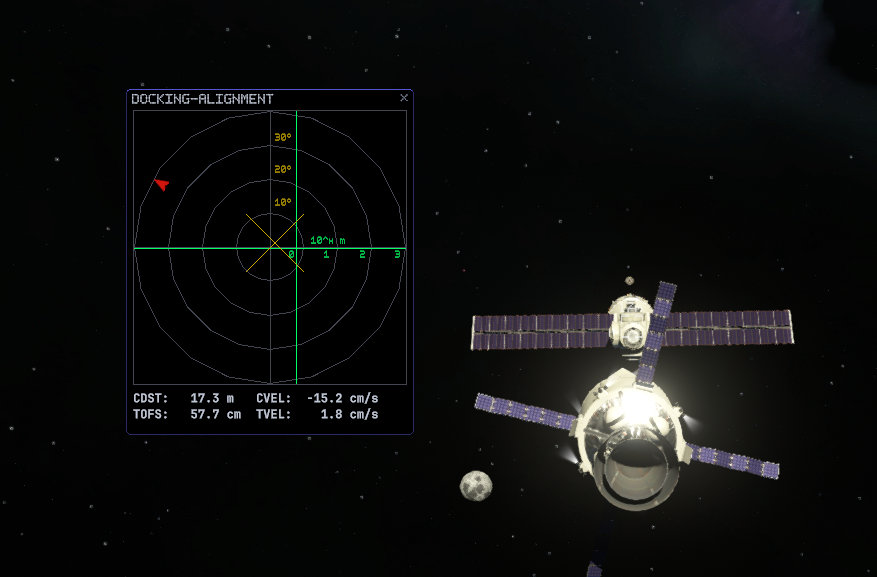 DOCKING-ALIGNMENT
30°
20°
10°
10^н m
0 1 2 3
CDST: 17.3 m CVEL: -15.2 cm/s
TOFS: 57.7 cm TVEL: 1.8 cm/s